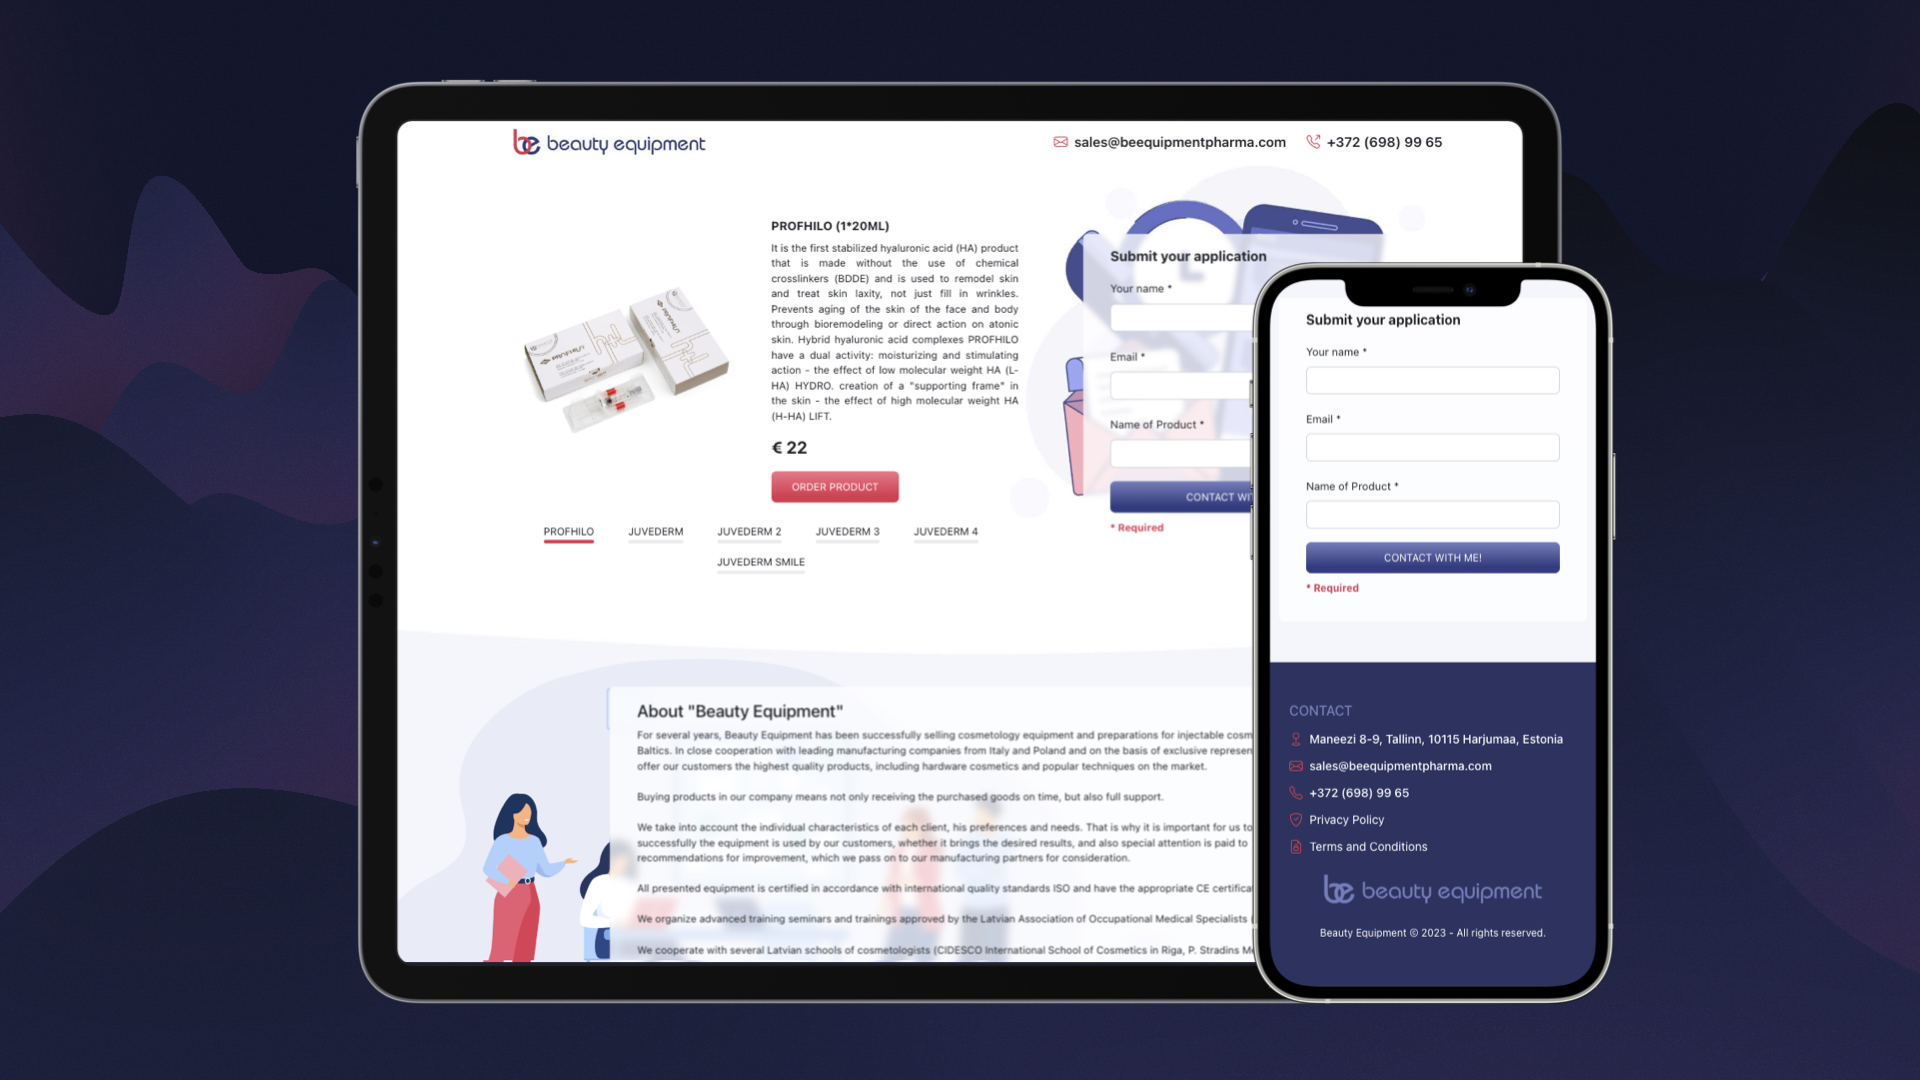 be beauty equipment
sales@beequipmentpharma.com
+372 (698) 99 65
PROFHILO (1*20ML)
It is the first stabilized hyaluronic acid (HA) product
that is made without the use of chemical
crosslinkers (BDDE) and is used to remodel skin
and treat skin laxity, not just fill in wrinkles.
Prevents aging of the skin of the face and body
through bioremodeling or direct action on atonic
skin. Hybrid hyaluronic acid complexes PROFHILO
have a dual activity: moisturizing and stimulating
action - the effect of low molecular weight HA (L-
HA) HYDRO. creation of a "supporting frame" in
the skin - the effect of high molecular weight HA
(H-HA) LIFT.
€ 22
ORDER PRODUCT
PROFHILO
JUVEDERM
JUVEDERM 2
JUVEDERM 3
JUVEDERM 4
JUVEDERM SMILE
Submit your application
Your name *
Email *
Name of Product *
CONTACT WI
* Required
About "Beauty Equipment"
For several years, Beauty Equipment has been successfully selling cosmetology equipment and preparations for injectable cosm
Baltics. In close cooperation with leading manufacturing companies from Italy and Poland and on the basis of exclusive represen
offer our customers the highest quality products, including hardware cosmetics and popular techniques on the market.
Buying products in our company means not only receiving the purchased goods on time, but also full support.
We take into account the individual characteristics of each client, his preferences and needs. That is why it is important for us to
successfully the equipment is used by our customers, whether it brings the desired results, and also special attention is paid to
recommendations for improvement, which we pass on to our manufacturing partners for consideration.
All presented equipment is certified in accordance with international quality standards ISO and have the appropriate CE certifica
We organize advanced training seminars and trainings approved by the Latvian Association of Occupational Medical Specialists (
We cooperate with several Latvian schools of cosmetologists (CIDESCO International School of Cosmetics in Riga, P. Stradins Me
Submit your application
Your name *
Email *
Name of Product *
CONTACT WITH ME!
* Required
CONTACT
Maneezi 8-9, Tallinn, 10115 Harjumaa, Estonia
sales@beequipmentpharma.com
+372 (698) 99 65
Privacy Policy
Terms and Conditions
be beauty equipment
Beauty Equipment © 2023 - All rights reserved.